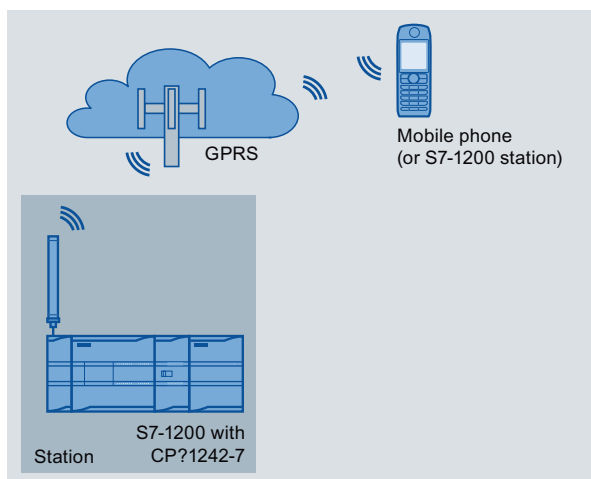 GPRS
Mobile phone
(or S7-1200 station)
S7-1200 with
CP?1242-7
Station